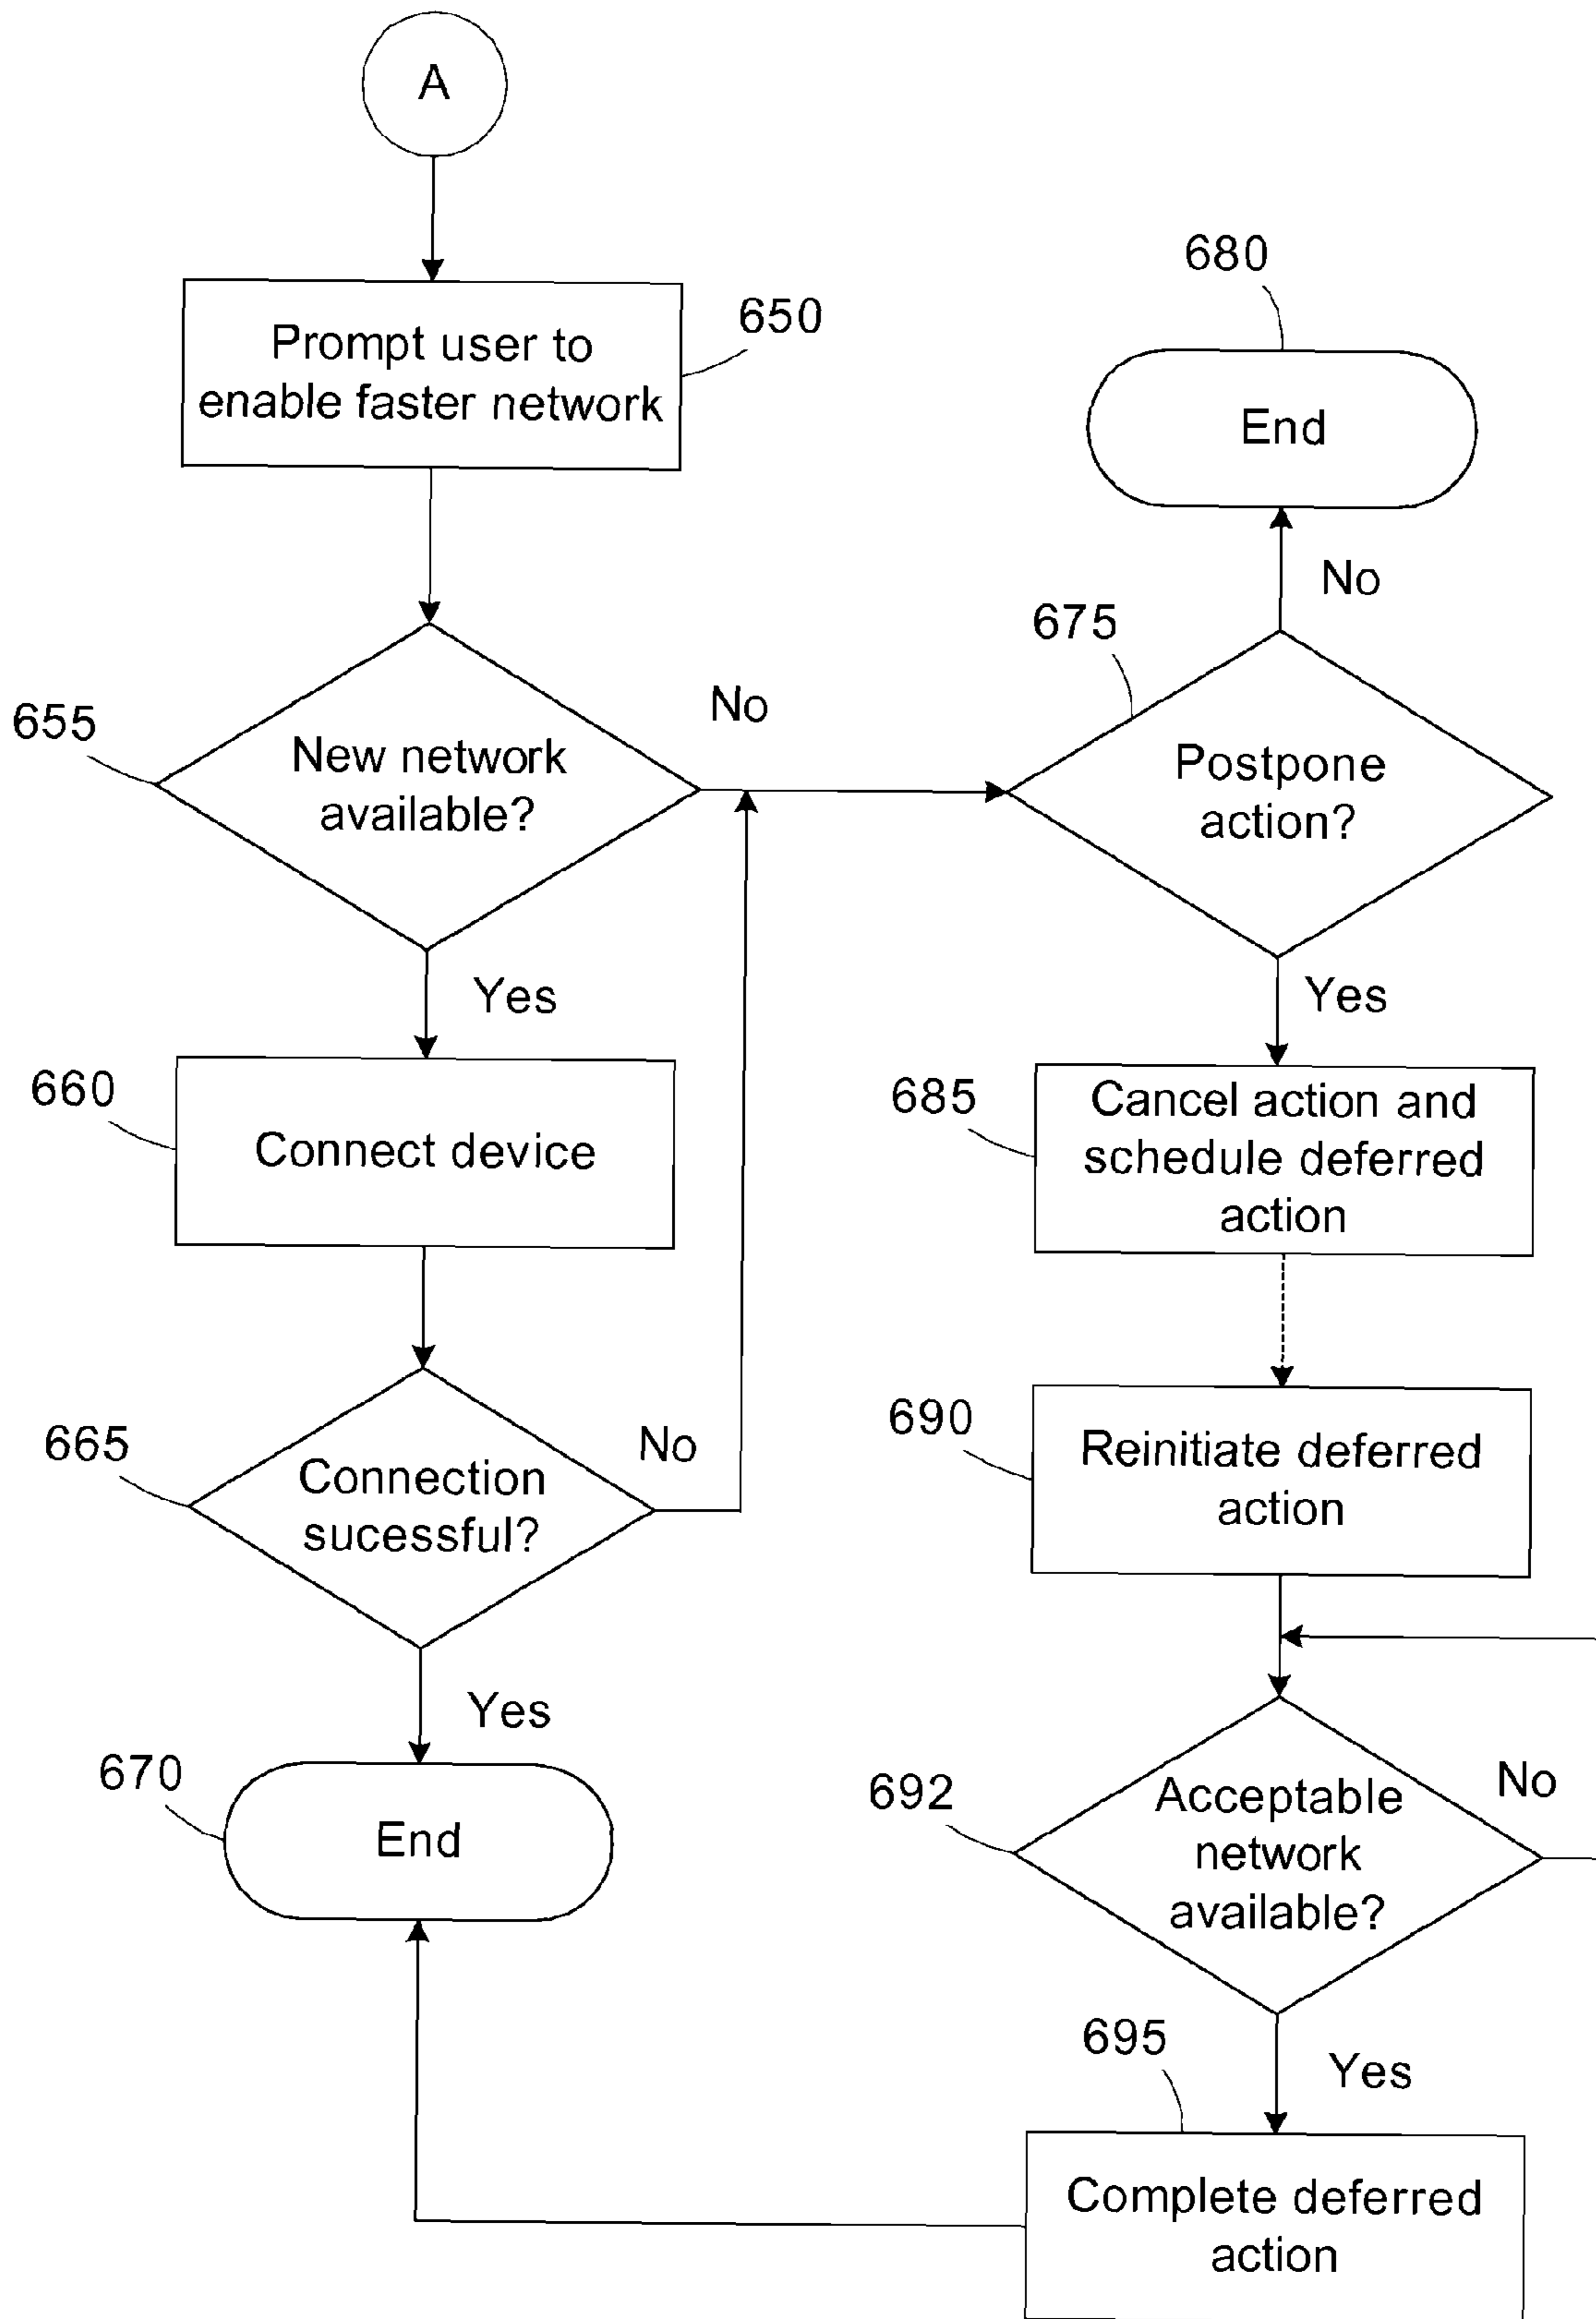 A
Prompt user to
enable faster network
650
655
New network
available?
No
Yes
660
Connect device
665
Connection
sucessful?
No
Yes
670
End
680
End
No
675
Postpone
action?
Yes
685
Cancel action and
schedule deferred
action
690
Reinitiate deferred
action
692
Acceptable
network
available?
No
Yes
695
Complete deferred
action